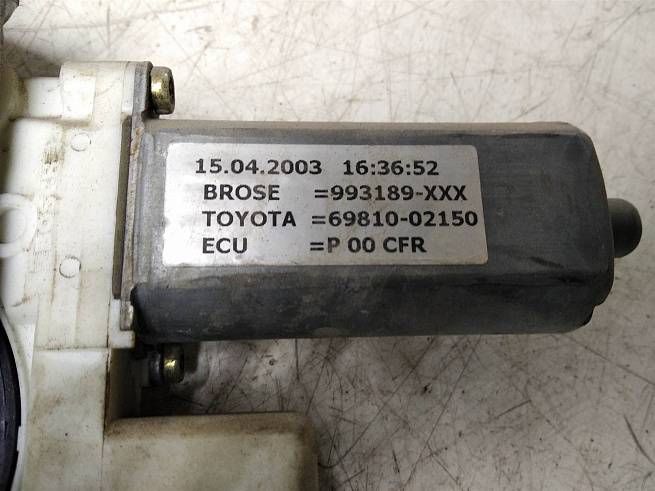 15.04.2003 16:36:52
BROSE =993189-XXX
TOYOTA =69810-02150
ECU =P 00 CFR